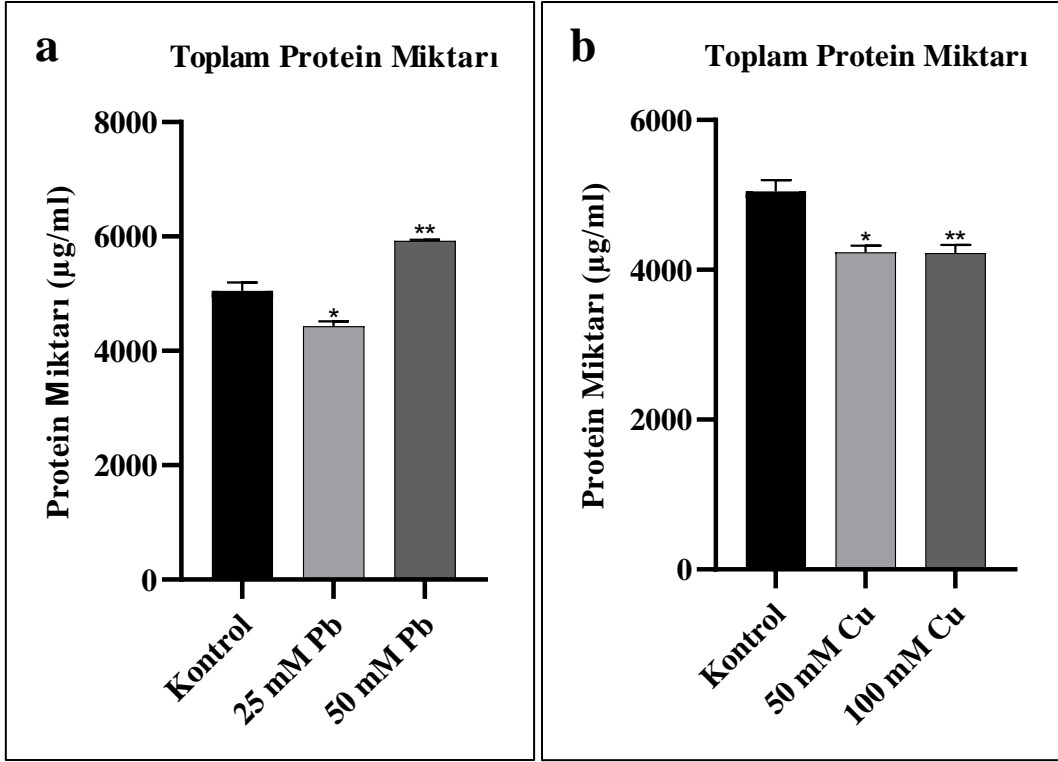 a
Toplam Protein Miktarı
8000
6000
4000
2000
0
Protein Miktarı (µg/ml)
*
**
Kontrol
25 mM Pb
50 mM Pb
b
Toplam Protein Miktarı
6000
4000
2000
0
Protein Miktarı (µg/ml)
*
**
Kontrol
50 mM Cu
100 mM Cu